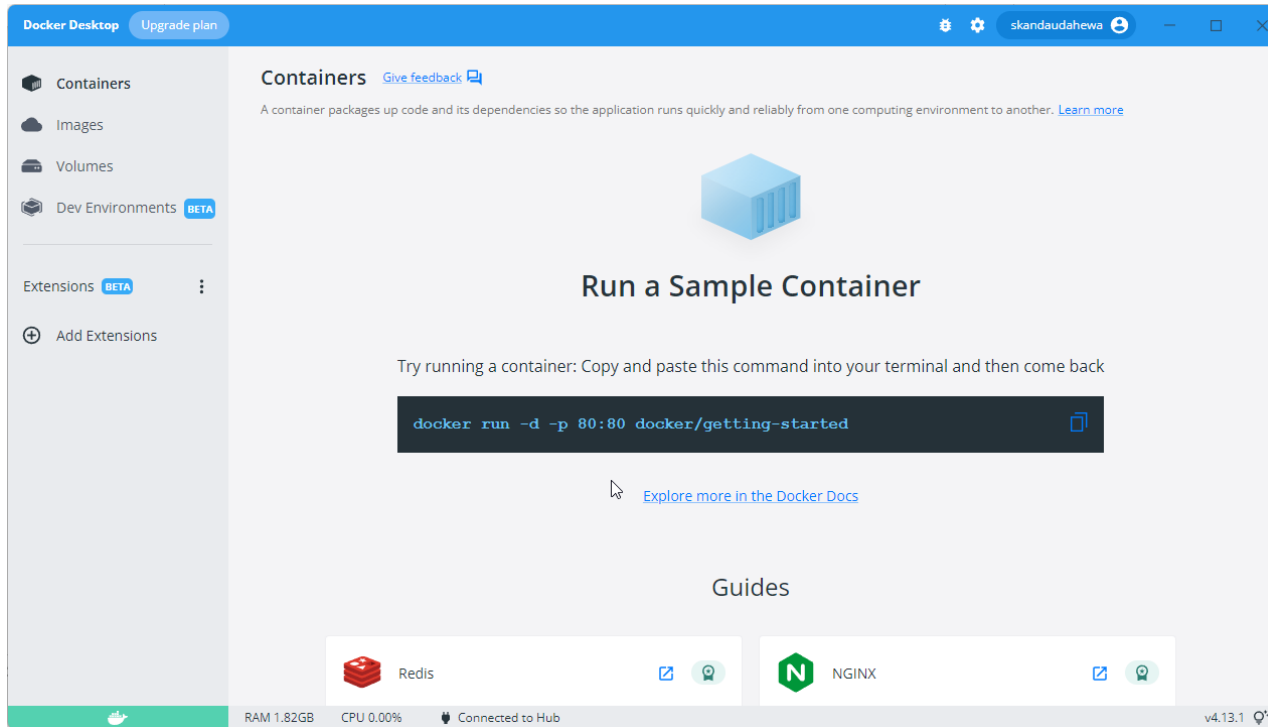 Docker Desktop Upgrade plan skandaudahewa
Containers
Images
Volumes
Dev Environments BETA
Extensions BETA
Add Extensions
Containers Give feedback
A container packages up code and its dependencies so the application runs quickly and reliably from one computing environment to another. Learn more
Run a Sample Container
Try running a container: Copy and paste this command into your terminal and then come back
docker run -d -p 80:80 docker/getting-started
Explore more in the Docker Docs
Guides
Redis
N NGINX
RAM 1.82GB CPU 0.00% Connected to Hub v4.13.1